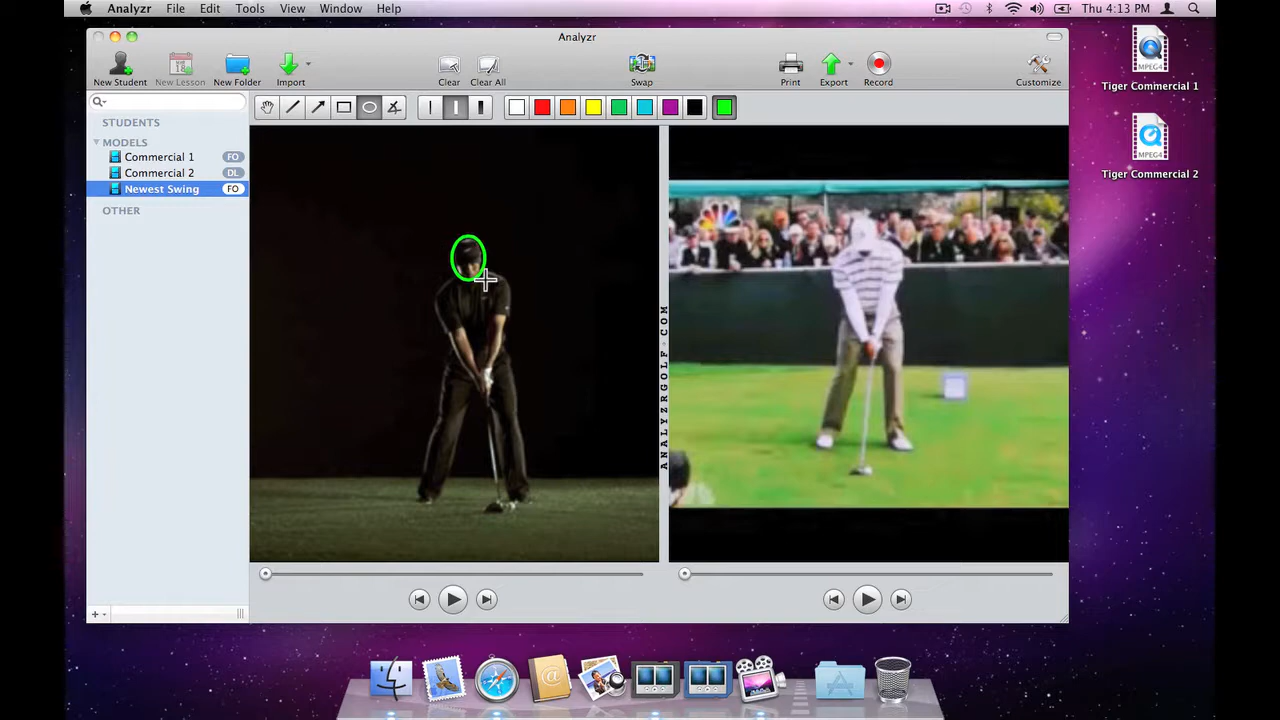 Analyzr File Edit Tools View Window Help Thu 4:13 PM
Analyzr
New Student New Lesson New Folder Import Clear Clear All Swap Print Export Record Customize
STUDENTS
MODELS
Commercial 1 FO
Commercial 2 DL
Newest Swing FO
OTHER
ANALYZRGOLF.COM
MPEG4
Tiger Commercial 1
MPEG4
Tiger Commercial 2